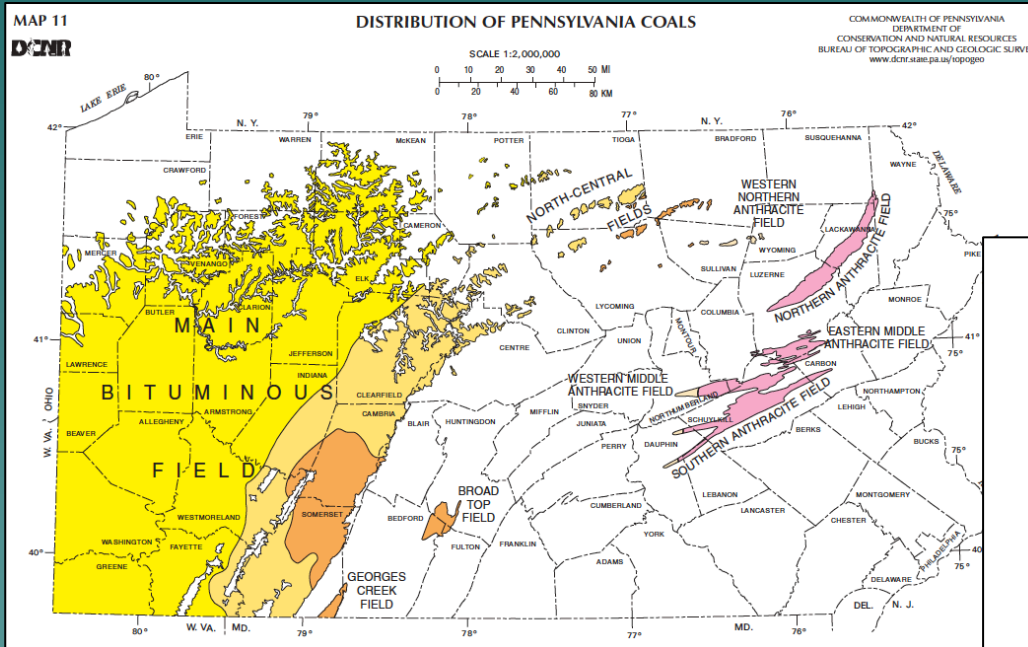 MAP 11
DCNR
DISTRIBUTION OF PENNSYLVANIA COALS
COMMONWEALTH OF PENNSYLVANIA
DEPARTMENT OF
CONSERVATION AND NATURAL RESOURCES
BUREAU OF TOPOGRAPHIC AND GEOLOGIC SURVE
www.dcnr.state.pa.us/topogeo
SCALE 1:2,000,000
0 10 20 30 40 50 MI
0 20 40 60 80 KM
80°
LAKE ERIE
42°
N. Y.
79°
78°
77°
N. Y.
76°
42°
ERIE
WARREN
McKEAN
POTTER
TIOGA
BRADFORD
SUSQUEHANNA
WAYNE
DELAWARE
CRAWFORD
NORTH-CENTRAL
FIELDS
WESTERN
NORTHERN
ANTHRACITE
FIELD
75°
FOREST
CAMERON
LACKAWANNA
WYOMING
PIKE
MERCER
VENANGO
ELK
SULLIVAN
LUZERNE
NORTHERN ANTHRACITE FIELD
MONROE
BUTLER
CLARION
LYCOMING
COLUMBIA
MAIN
CLINTON
UNION
MONTOUR
EASTERN MIDDLE
ANTHRACITE FIELD
41°
41°
75°
LAWRENCE
JEFFERSON
CENTRE
CARBON
INDIANA
BITUMINOUS
CLEARFIELD
WESTERN MIDDLE
ANTHRACITE FIELD
NORTHAMPTON
OHIO
W. VA.
ARMSTRONG
CAMBRIA
SNYDER
NORTHUMBERLAND
LEHIGH
ALLEGHENY
BLAIR
HUNTINGDON
MIFFLIN
JUNIATA
SCHUYLKILL
BEAVER
PERRY
DAUPHIN
BERKS
BUCKS
SOUTHERN ANTHRACITE FIELD
75°
FIELD
BROAD
TOP
FIELD
LEBANON
MONTGOMERY
WESTMORELAND
SOMERSET
BEDFORD
CUMBERLAND
LANCASTER
CHESTER
WASHINGTON
FAYETTE
FULTON
FRANKLIN
YORK
PHILADELPHIA
40°
40°
75°
GREENE
ADAMS
GEORGES
CREEK
FIELD
DELAWARE
DEL.
N. J.
80°
W. VA.
MD.
79°
78°
77°
MD.
76°